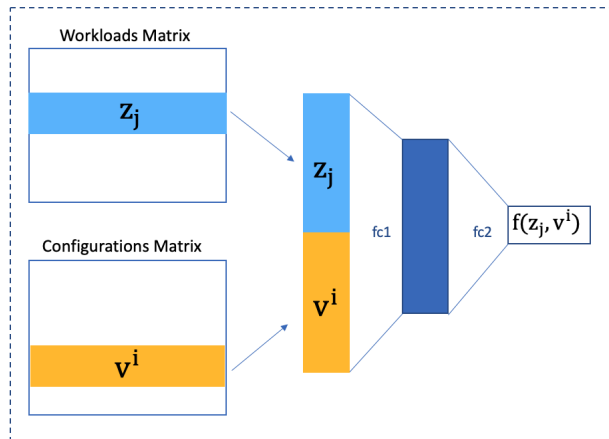 Workloads Matrix
z_j
z_j
fc1
fc2
f(z_j, v^i)
Configurations Matrix
v^i
v^i